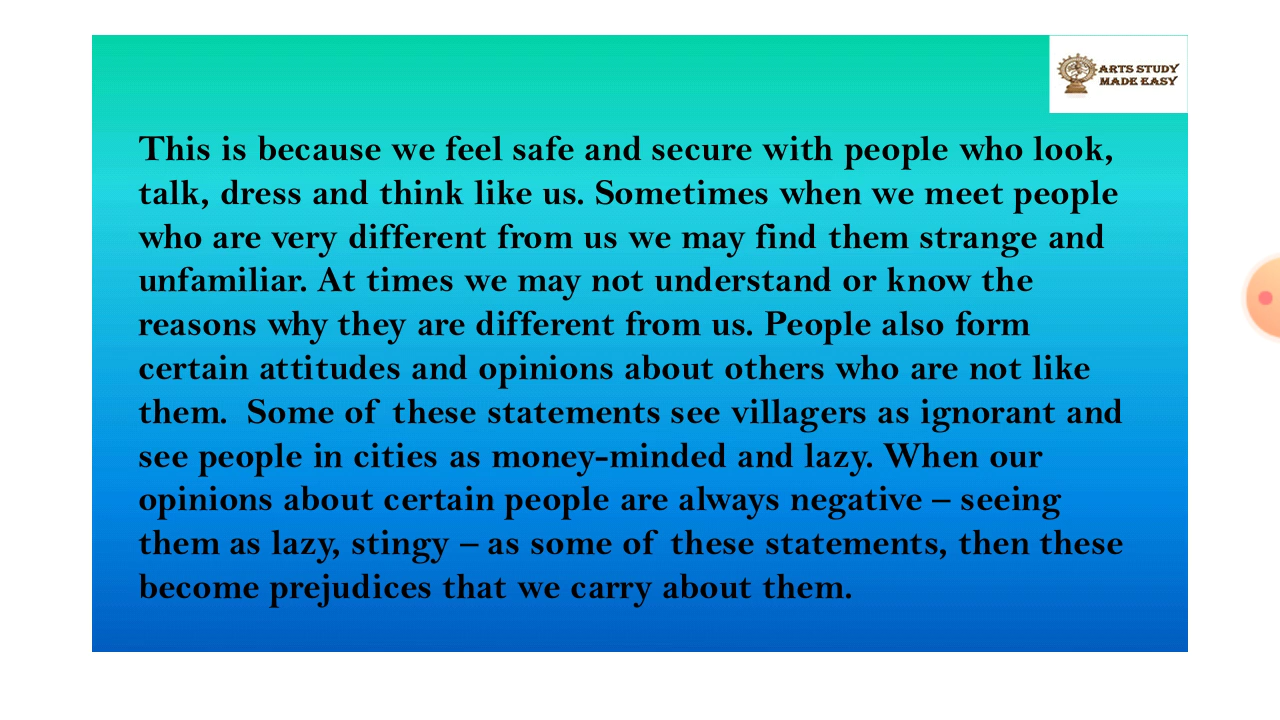 ARTS STUDY
MADE EASY
This is because we feel safe and secure with people who look,
talk, dress and think like us. Sometimes when we meet people
who are very different from us we may find them strange and
unfamiliar. At times we may not understand or know the
reasons why they are different from us. People also form
certain attitudes and opinions about others who are not like
them.  Some of these statements see villagers as ignorant and
see people in cities as money-minded and lazy. When our
opinions about certain people are always negative – seeing
them as lazy, stingy – as some of these statements, then these
become prejudices that we carry about them.